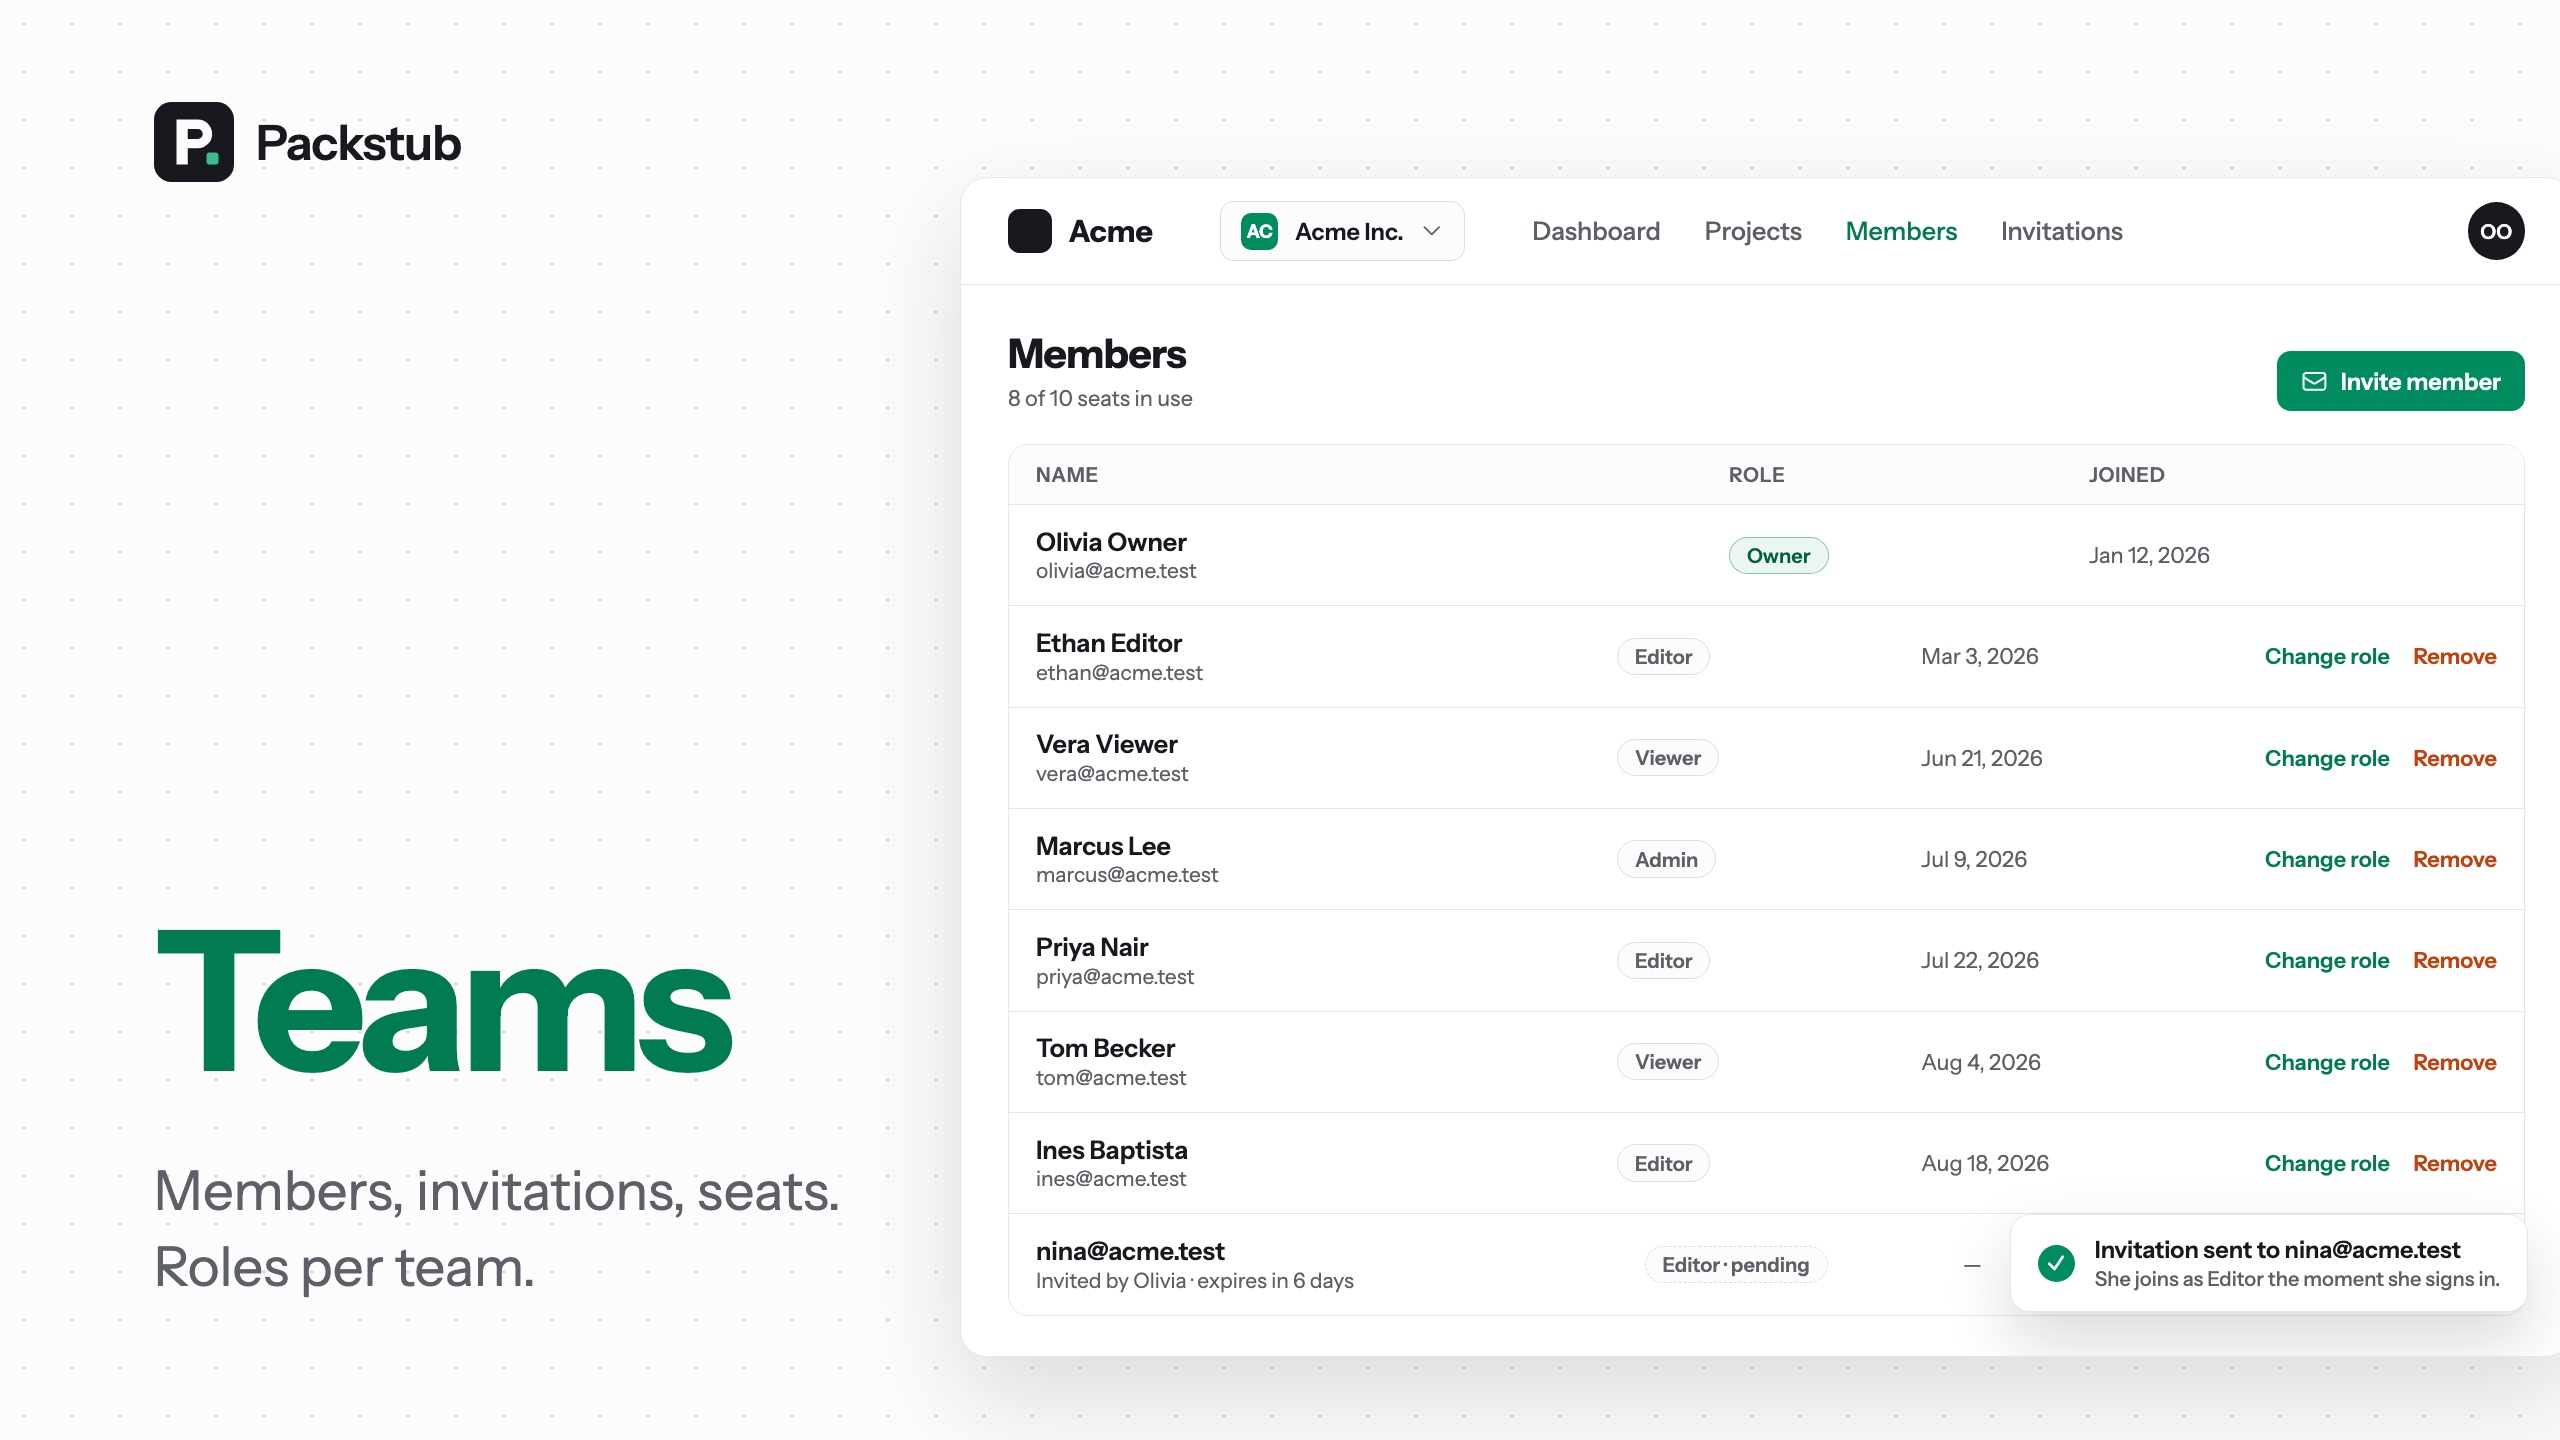 P.
Packstub
Teams
Members, invitations, seats.
Roles per team.
Acme
AC Acme Inc.
Dashboard Projects Members Invitations
OO
Members
8 of 10 seats in use
Invite member
NAME ROLE JOINED
Olivia Owner
olivia@acme.test
Owner Jan 12, 2026
Ethan Editor
ethan@acme.test
Editor Mar 3, 2026 Change role Remove
Vera Viewer
vera@acme.test
Viewer Jun 21, 2026 Change role Remove
Marcus Lee
marcus@acme.test
Admin Jul 9, 2026 Change role Remove
Priya Nair
priya@acme.test
Editor Jul 22, 2026 Change role Remove
Tom Becker
tom@acme.test
Viewer Aug 4, 2026 Change role Remove
Ines Baptista
ines@acme.test
Editor Aug 18, 2026 Change role Remove
nina@acme.test
Invited by Olivia · expires in 6 days
Editor · pending —
Invitation sent to nina@acme.test
She joins as Editor the moment she signs in.